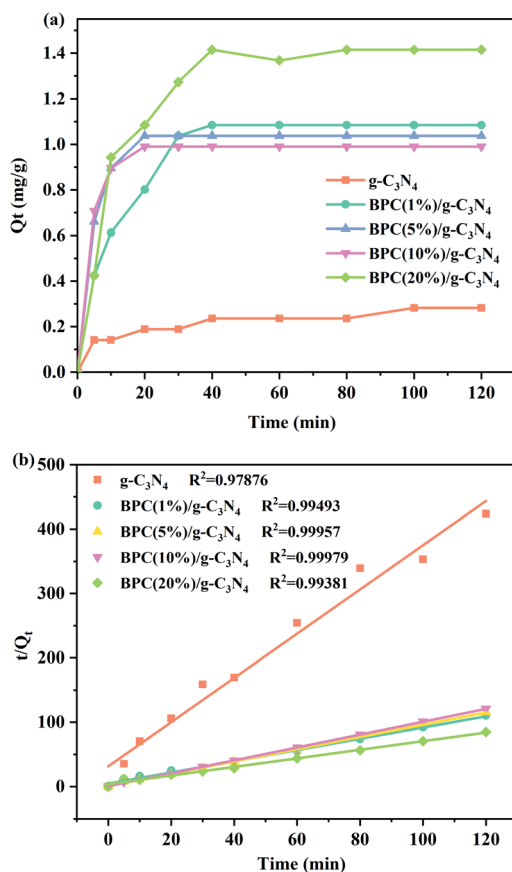 (a)
Qt (mg/g)
1.4
1.2
1.0
0.8
0.6
0.4
0.2
0.0
g-C₃N₄
BPC(1%)/g-C₃N₄
BPC(5%)/g-C₃N₄
BPC(10%)/g-C₃N₄
BPC(20%)/g-C₃N₄
0 20 40 60 80 100 120
Time (min)
(b)
t/Qₜ
500
400
300
200
100
0
g-C₃N₄ R²=0.97876
BPC(1%)/g-C₃N₄ R²=0.99493
BPC(5%)/g-C₃N₄ R²=0.99957
BPC(10%)/g-C₃N₄ R²=0.99979
BPC(20%)/g-C₃N₄ R²=0.99381
0 20 40 60 80 100 120
Time (min)